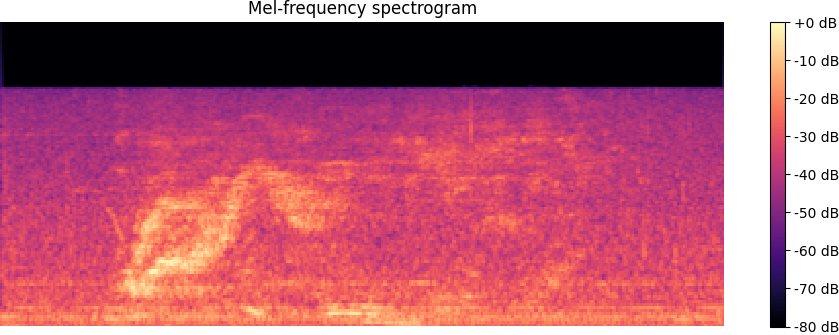 Mel-frequency spectrogram
+0 dB
-10 dB
-20 dB
-30 dB
-40 dB
-50 dB
-60 dB
-70 dB
-80 dB